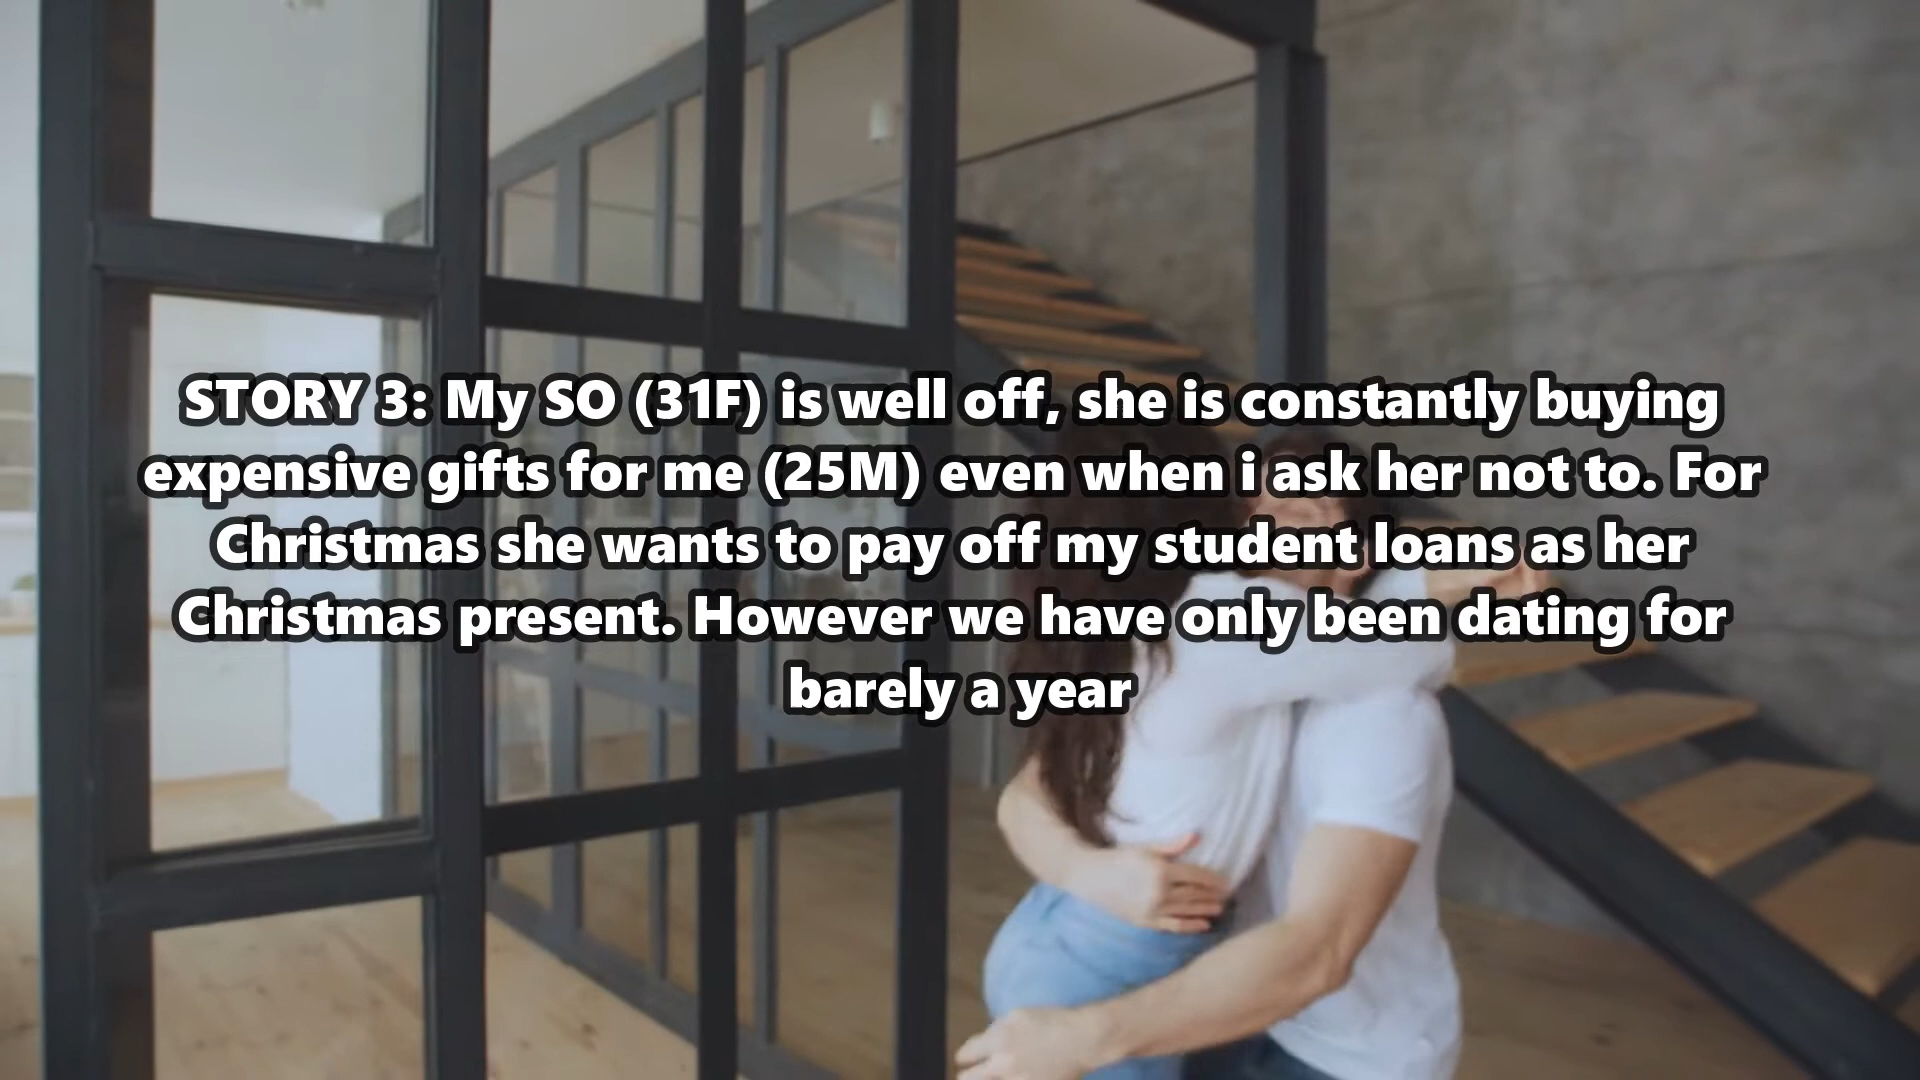 STORY 3: My SO (31F) is well off, she is constantly buying
expensive gifts for me (25M) even when i ask her not to. For
Christmas she wants to pay off my student loans as her
Christmas present. However we have only been dating for
barely a year